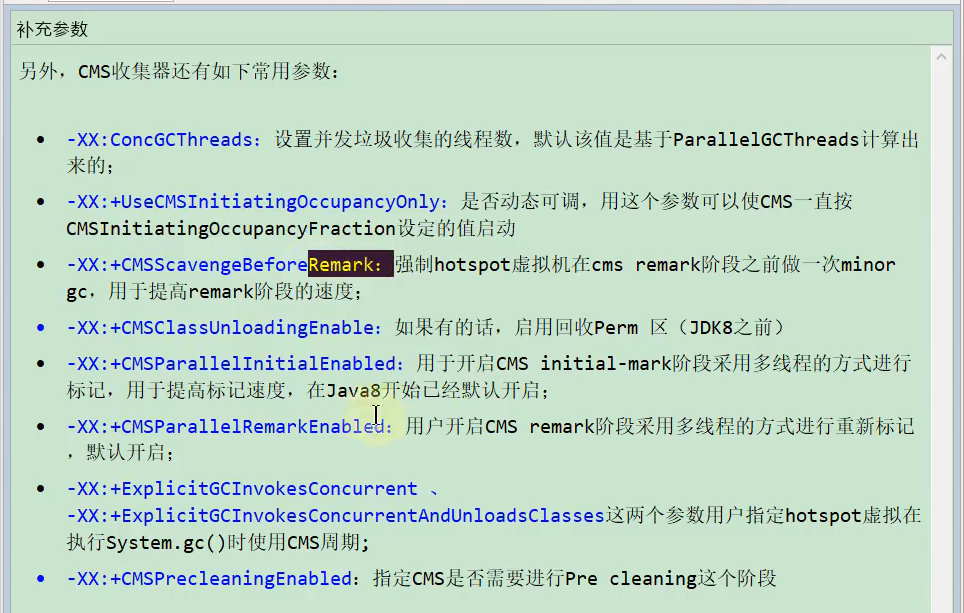 补充参数
另外，CMS收集器还有如下常用参数：
• -XX:ConcGCThreads：设置并发垃圾收集的线程数，默认该值是基于ParallelGCThreads计算出
来的；
• -XX:+UseCMSInitiatingOccupancyOnly：是否动态可调，用这个参数可以使CMS一直按
CMSInitiatingOccupancyFraction设定的值启动
• -XX:+CMSScavengeBeforeRemark：强制hotspot虚拟机在cms remark阶段之前做一次minor
gc，用于提高remark阶段的速度；
• -XX:+CMSClassUnloadingEnable：如果有的话，启用回收Perm 区（JDK8之前）
• -XX:+CMSParallelInitialEnabled：用于开启CMS initial-mark阶段采用多线程的方式进行
标记，用于提高标记速度，在Java8开始已经默认开启；
• -XX:+CMSParallelRemarkEnabled：用户开启CMS remark阶段采用多线程的方式进行重新标记
，默认开启；
• -XX:+ExplicitGCInvokesConcurrent 、
-XX:+ExplicitGCInvokesConcurrentAndUnloadsClasses这两个参数用户指定hotspot虚拟在
执行System.gc()时使用CMS周期;
• -XX:+CMSPrecleaningEnabled：指定CMS是否需要进行Pre cleaning这个阶段